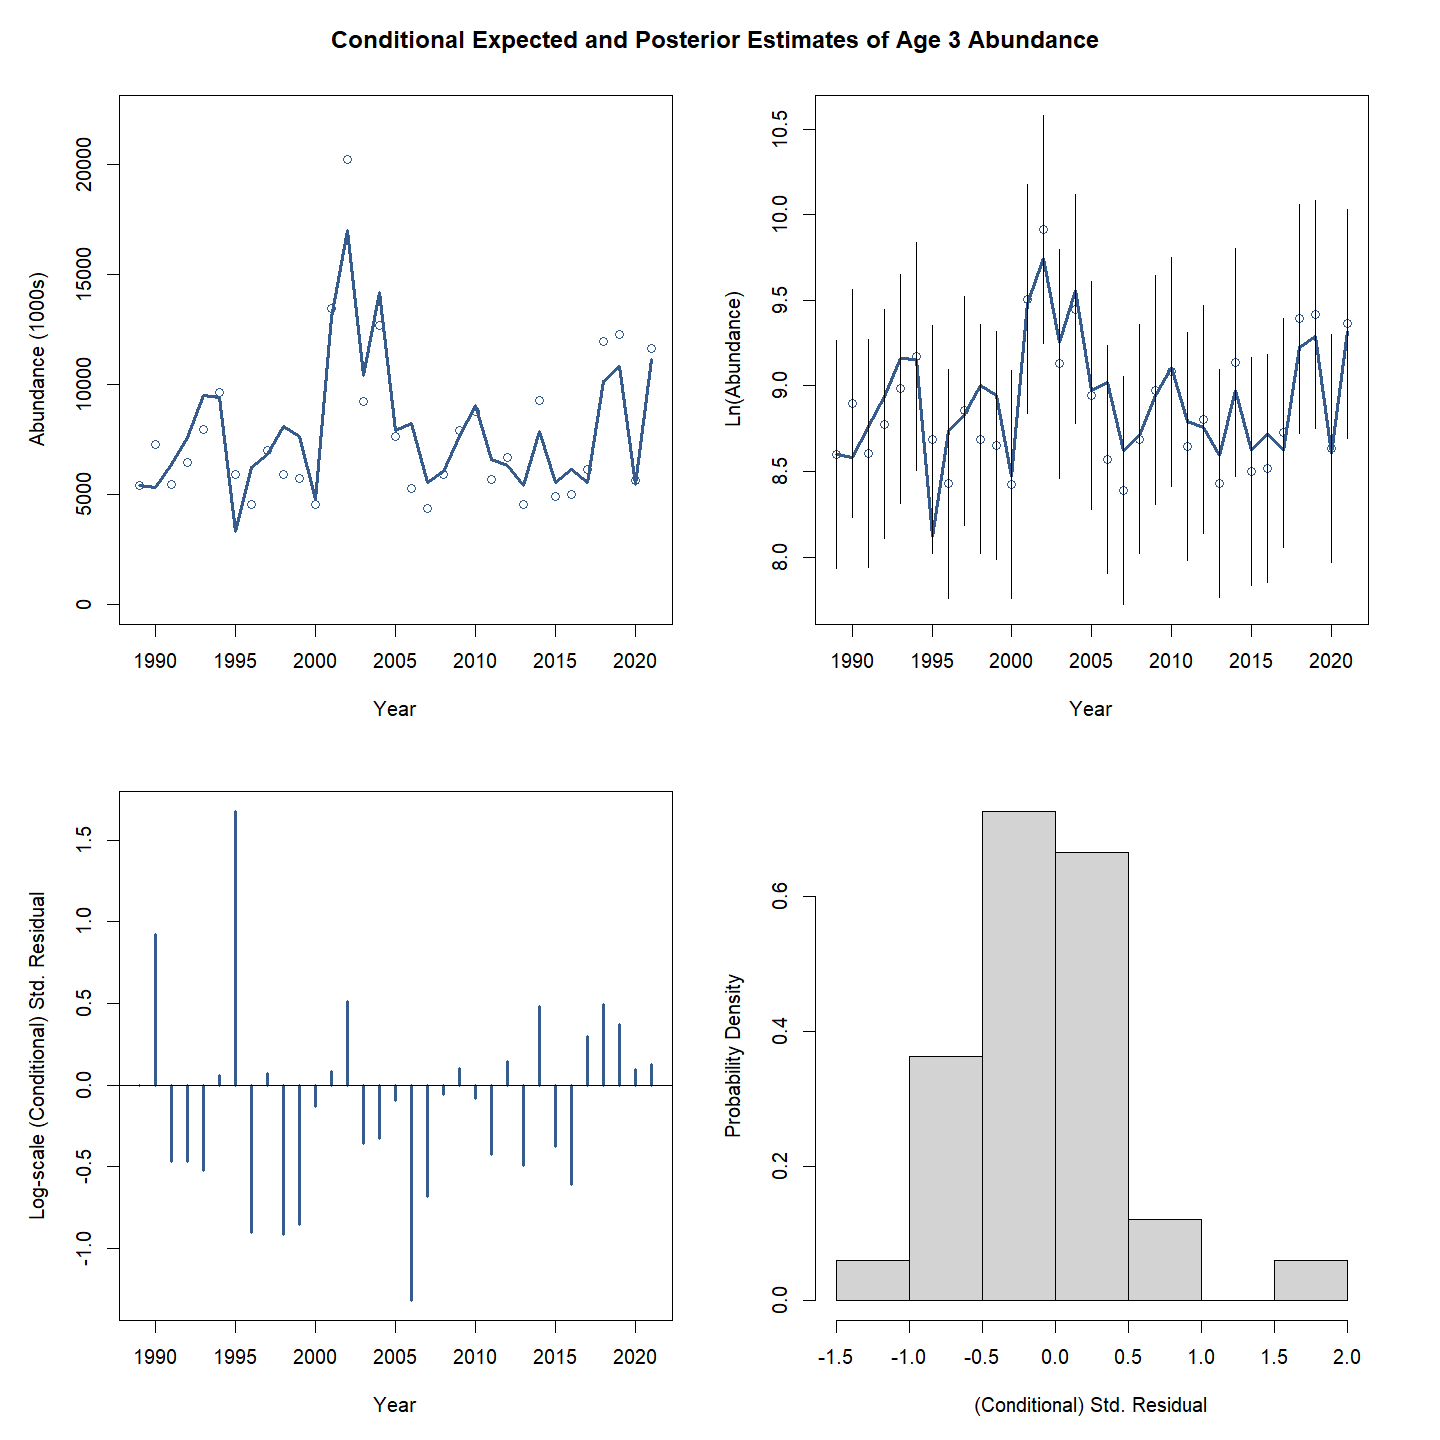 Conditional Expected and Posterior Estimates of Age 3 Abundance
Abundance (1000s)
20000
15000
10000
5000
0
1990 1995 2000 2005 2010 2015 2020
Year
Ln(Abundance)
10.5
10.0
9.5
9.0
8.5
8.0
1990 1995 2000 2005 2010 2015 2020
Year
Log-scale (Conditional) Std. Residual
1.5
1.0
0.5
0.0
-0.5
-1.0
1990 1995 2000 2005 2010 2015 2020
Year
Probability Density
0.6
0.4
0.2
0.0
-1.5 -1.0 -0.5 0.0 0.5 1.0 1.5 2.0
(Conditional) Std. Residual